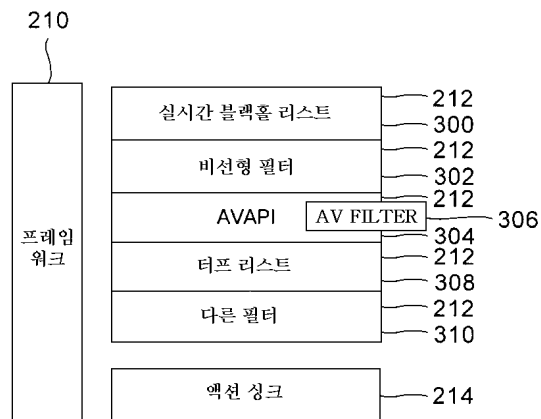 210
프레임
워크
실시간 블랙홀 리스트
212
300
비선형 필터
212
302
AVAPI
AV FILTER
212
306
304
터프 리스트
212
308
다른 필터
212
310
액션 싱크
214